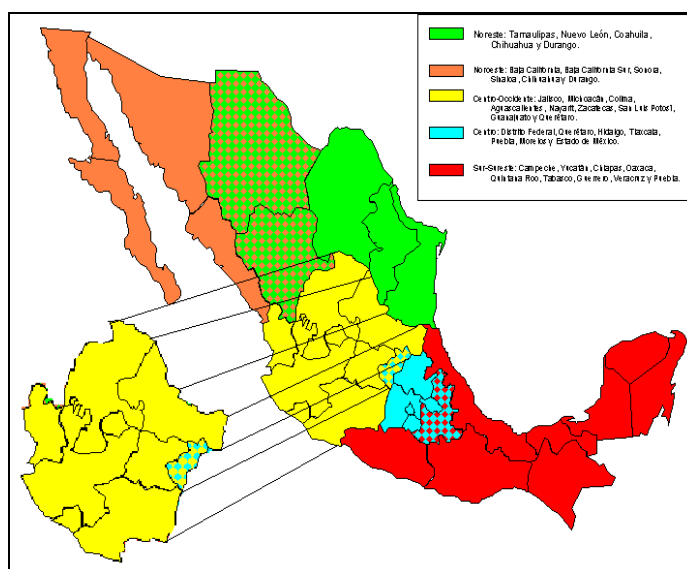 Noreste: Tamaulipas, Nuevo León, Coahuila,
Chihuahua y Durango.
Noroeste: Baja California, Baja California Sur, Sonora,
Sinaloa, Chihuahua y Durango.
Centro-Occidente: Jalisco, Michoacán, Colima,
Aguascalientes, Nayarit, Zacatecas, San Luis Potosí,
Guanajuato y Querétaro.
Centro: Distrito Federal, Querétaro, Hidalgo, Tlaxcala,
Puebla, Morelos y Estado de México.
Sur-Sureste: Campeche, Yucatán, Chiapas, Oaxaca,
Quintana Roo, Tabasco, Guerrero, Veracruz y Puebla.